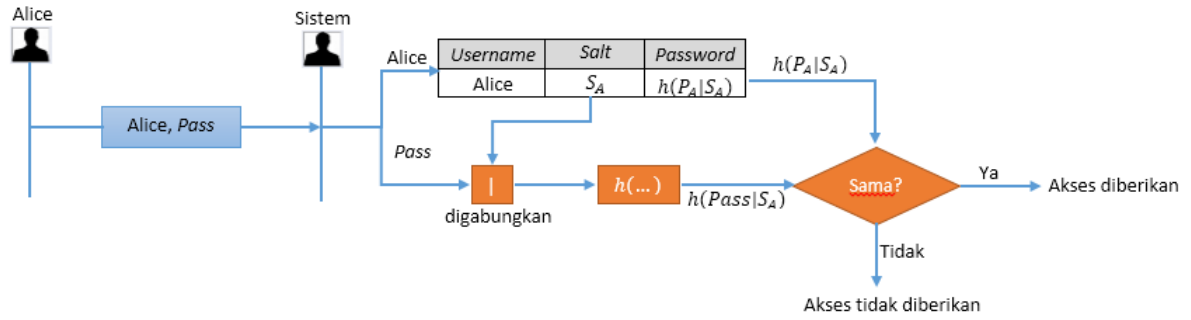 Alice
Sistem
Alice, Pass
Alice
Username Salt Password
Alice S_A h(P_A|S_A)
h(P_A|S_A)
Pass
|
digabungkan
h(...)
h(Pass|S_A)
Sama?
Ya
Akses diberikan
Tidak
Akses tidak diberikan